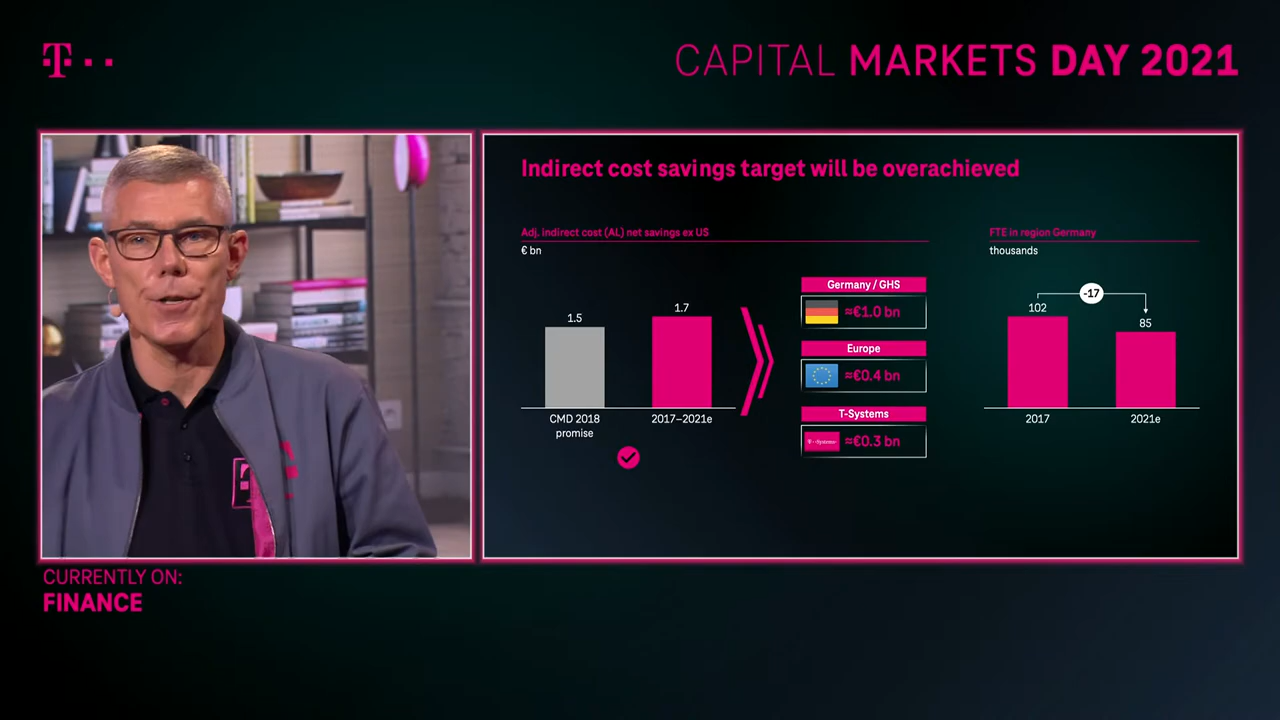 T
CAPITAL MARKETS DAY 2021
Indirect cost savings target will be overachieved
Adj. indirect cost (AL) net savings ex US
€ bn
1.5
1.7
CMD 2018
promise
2017–2021e
Germany / GHS
≈€1.0 bn
Europe
≈€0.4 bn
T-Systems
T··Systems·
≈€0.3 bn
FTE in region Germany
thousands
-17
102
85
2017
2021e
CURRENTLY ON:
FINANCE